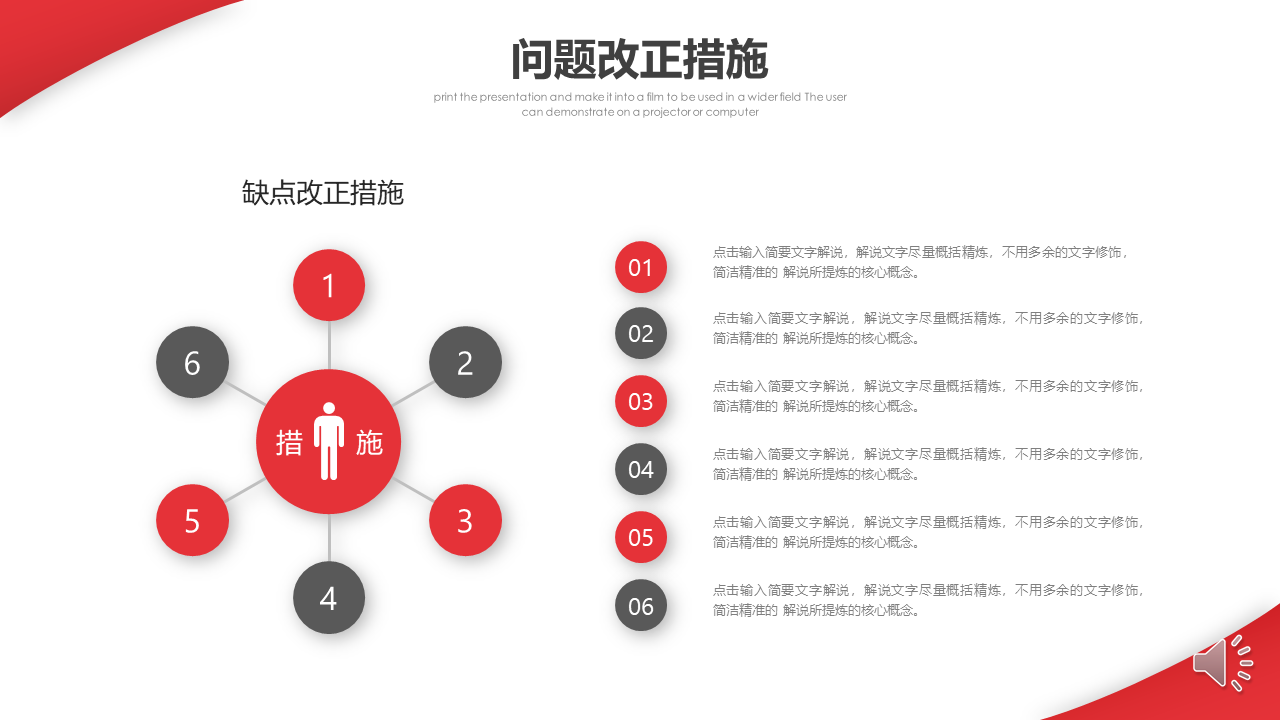 问题改正措施
print the presentation and make it into a film to be used in a wider field The user
can demonstrate on a projector or computer
缺点改正措施
1
6
2
措 施
5
3
4
01
点击输入简要文字解说，解说文字尽量概括精炼，不用多余的文字修饰，
简洁精准的 解说所提炼的核心概念。
02
点击输入简要文字解说，解说文字尽量概括精炼，不用多余的文字修饰，
简洁精准的 解说所提炼的核心概念。
03
点击输入简要文字解说，解说文字尽量概括精炼，不用多余的文字修饰，
简洁精准的 解说所提炼的核心概念。
04
点击输入简要文字解说，解说文字尽量概括精炼，不用多余的文字修饰，
简洁精准的 解说所提炼的核心概念。
05
点击输入简要文字解说，解说文字尽量概括精炼，不用多余的文字修饰，
简洁精准的 解说所提炼的核心概念。
06
点击输入简要文字解说，解说文字尽量概括精炼，不用多余的文字修饰，
简洁精准的 解说所提炼的核心概念。